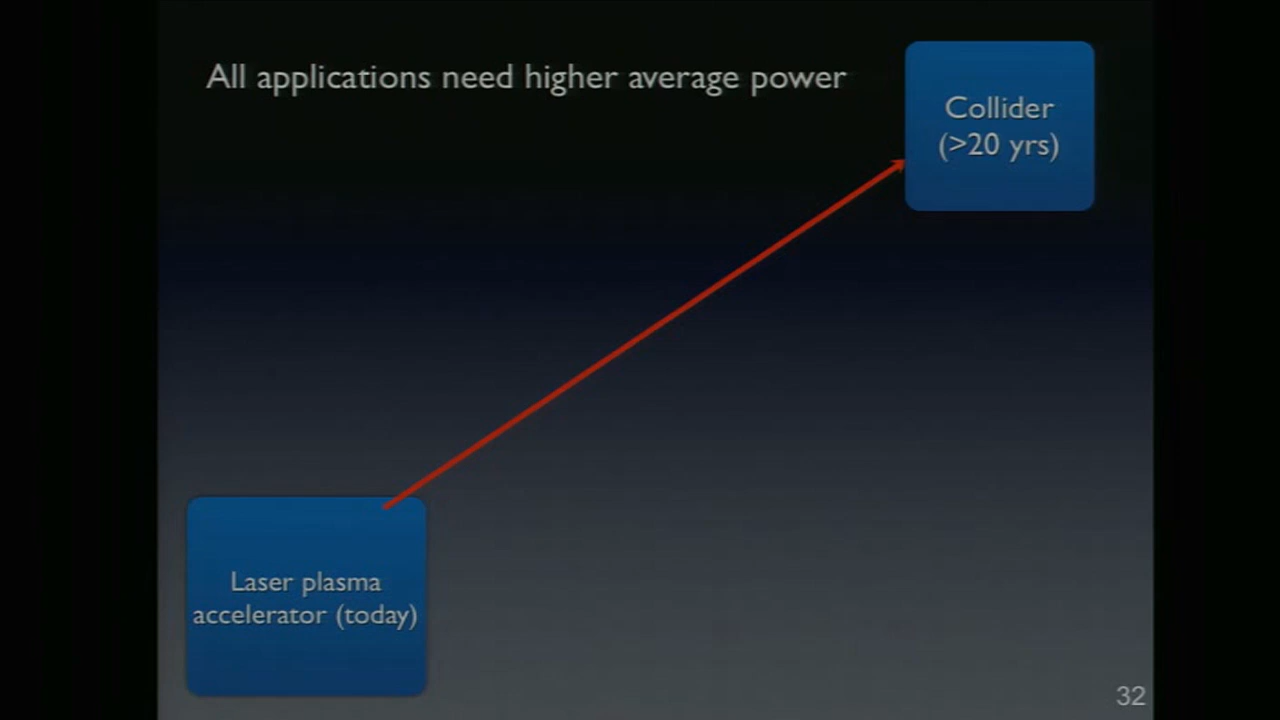 All applications need higher average power
Collider
(>20 yrs)
Laser plasma
accelerator (today)
32